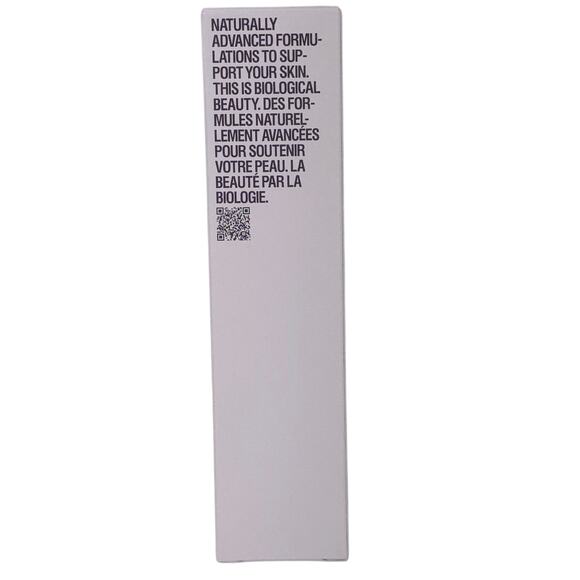 NATURALLY
ADVANCED FORMU-
LATIONS TO SUP-
PORT YOUR SKIN.
THIS IS BIOLOGICAL
BEAUTY. DES FOR-
MULES NATUREL-
LEMENT AVANCÉES
POUR SOUTENIR
VOTRE PEAU. LA
BEAUTÉ PAR LA
BIOLOGIE.